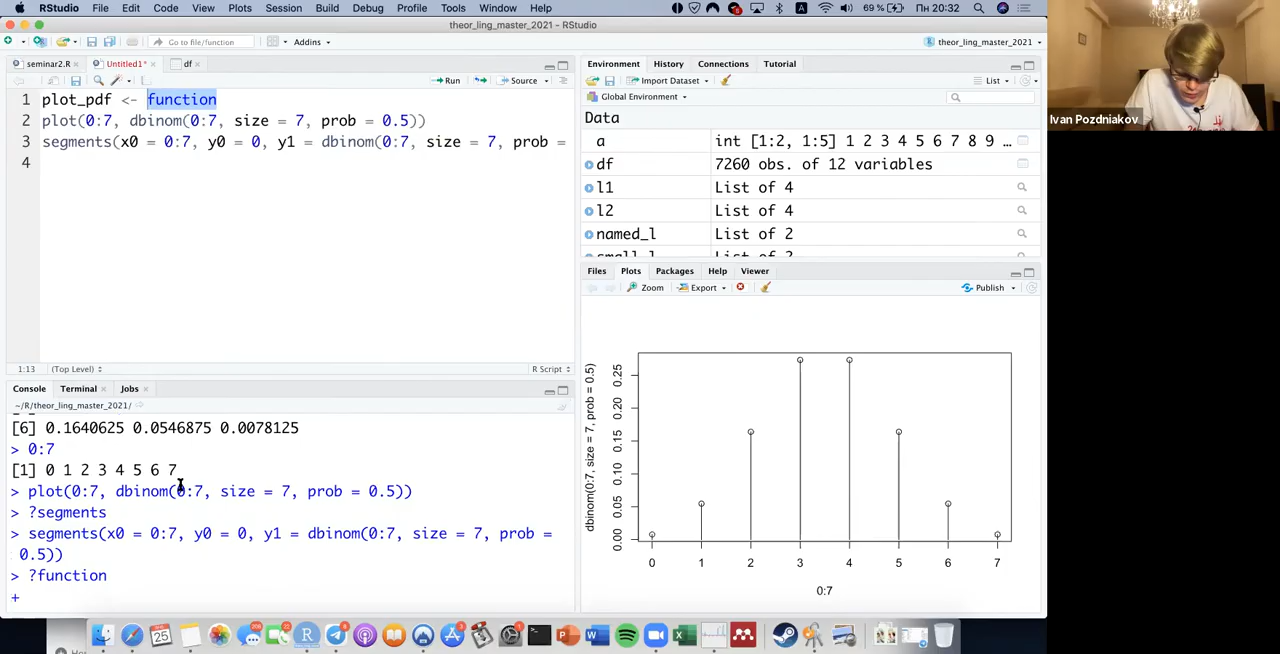 RStudio File Edit Code View Plots Session Build Debug Profile Tools Window Help 69 % Пн 20:32
theor_ling_master_2021 - RStudio
Go to file/function Addins theor_ling_master_2021
seminar2.R Untitled1* df
Run Source
1 plot_pdf <- function
2 plot(0:7, dbinom(0:7, size = 7, prob = 0.5))
3 segments(x0 = 0:7, y0 = 0, y1 = dbinom(0:7, size = 7, prob =
4
1:13 (Top Level) R Script
Console Terminal Jobs
~/R/theor_ling_master_2021/
[6] 0.1640625 0.0546875 0.0078125
> 0:7
[1] 0 1 2 3 4 5 6 7
> plot(0:7, dbinom(0:7, size = 7, prob = 0.5))
> ?segments
> segments(x0 = 0:7, y0 = 0, y1 = dbinom(0:7, size = 7, prob =
0.5))
> ?function
+
Environment History Connections Tutorial
Import Dataset List
Global Environment
Data
a int [1:2, 1:5] 1 2 3 4 5 6 7 8 9 …
df 7260 obs. of 12 variables
l1 List of 4
l2 List of 4
named_l List of 2
Files Plots Packages Help Viewer
Zoom Export Publish
dbinom(0:7, size = 7, prob = 0.5)
0.00 0.05 0.10 0.15 0.20 0.25
0 1 2 3 4 5 6 7
0:7
Ivan Pozdniakov